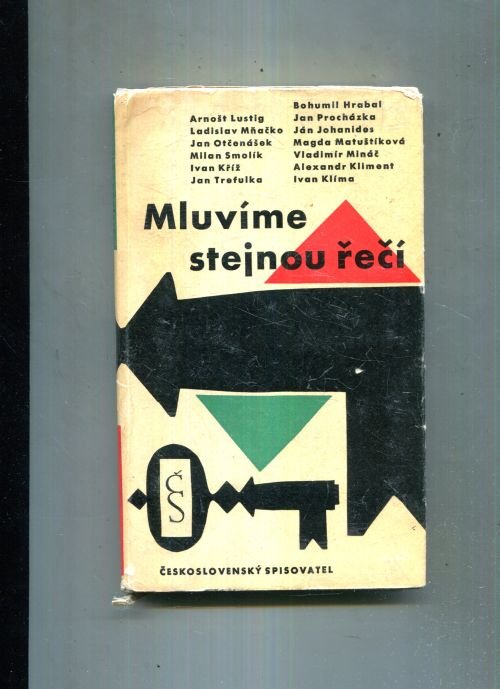 Arnošt Lustig
Ladislav Mňačko
Jan Otčenášek
Milan Smolík
Ivan Kříž
Jan Trefulka
Bohumil Hrabal
Jan Procházka
Ján Johanides
Magda Matuštíková
Vladimír Mináč
Alexandr Kliment
Ivan Klíma
Mluvíme
stejnou řečí
ČS
ČESKOSLOVENSKÝ SPISOVATEL